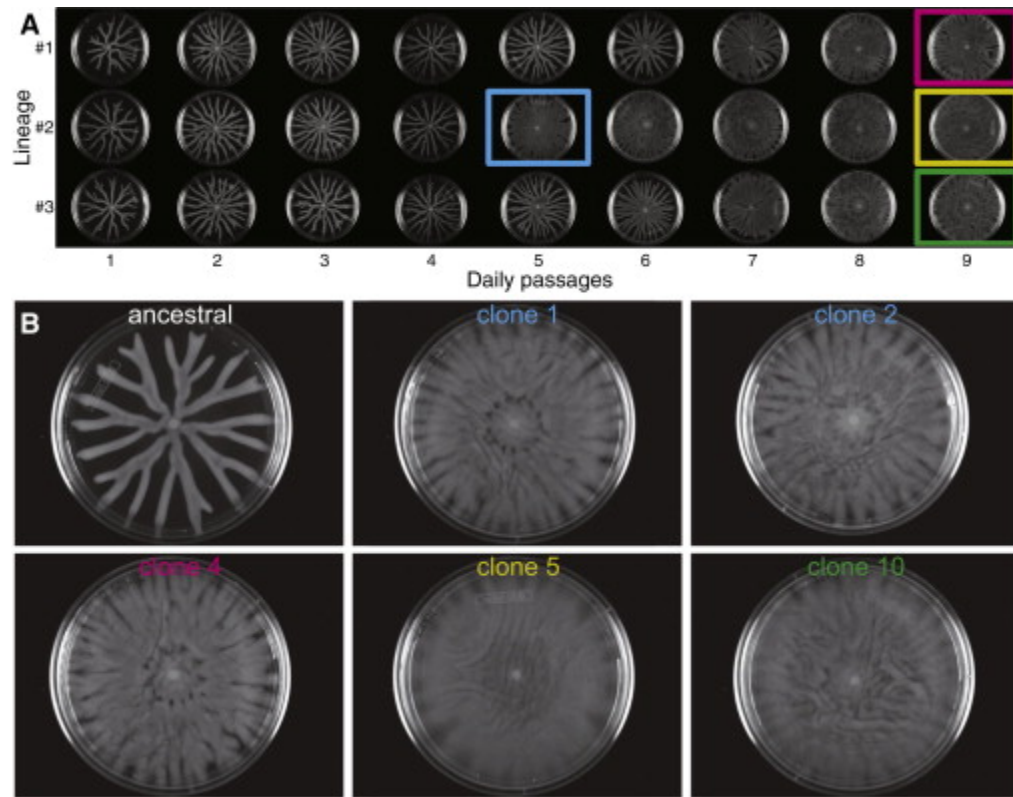 A
#1
#2
#3
Lineage
1 2 3 4 5 6 7 8 9
Daily passages
B
ancestral
clone 1
clone 2
clone 4
clone 5
clone 10